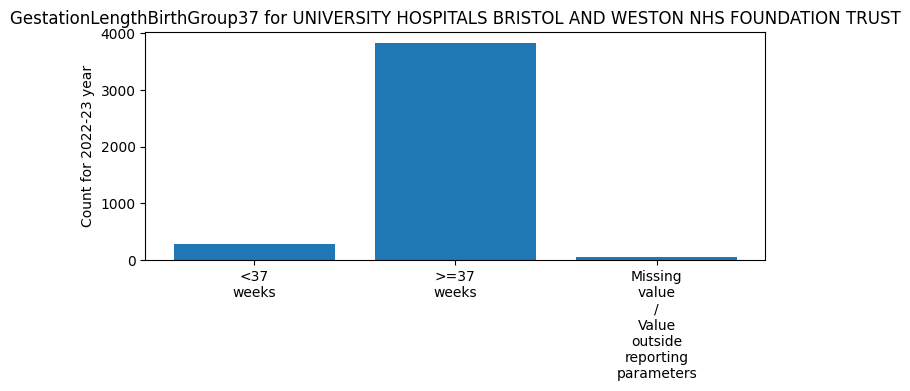 GestationLengthBirthGroup37 for UNIVERSITY HOSPITALS BRISTOL AND WESTON NHS FOUNDATION TRUST
Count for 2022-23 year
4000
3000
2000
1000
0
<37
weeks
>=37
weeks
Missing
value
/
Value
outside
reporting
parameters